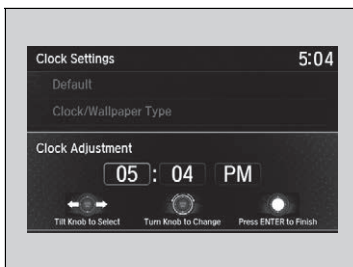 Clock Settings 5:04
Default
Clock/Wallpaper Type
Clock Adjustment
05 : 04 PM
Tilt Knob to Select Turn Knob to Change Press ENTER to Finish